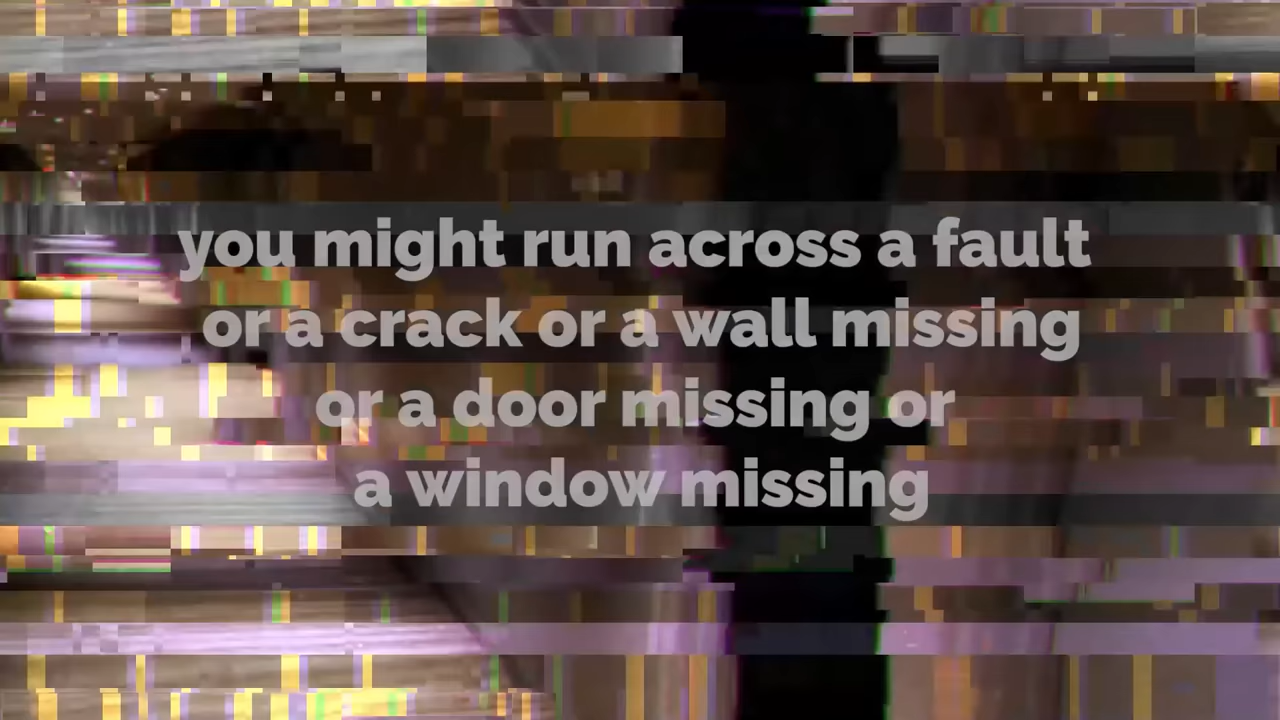 you might run across a fault
or a crack or a wall missing
or a door missing or
a window missing